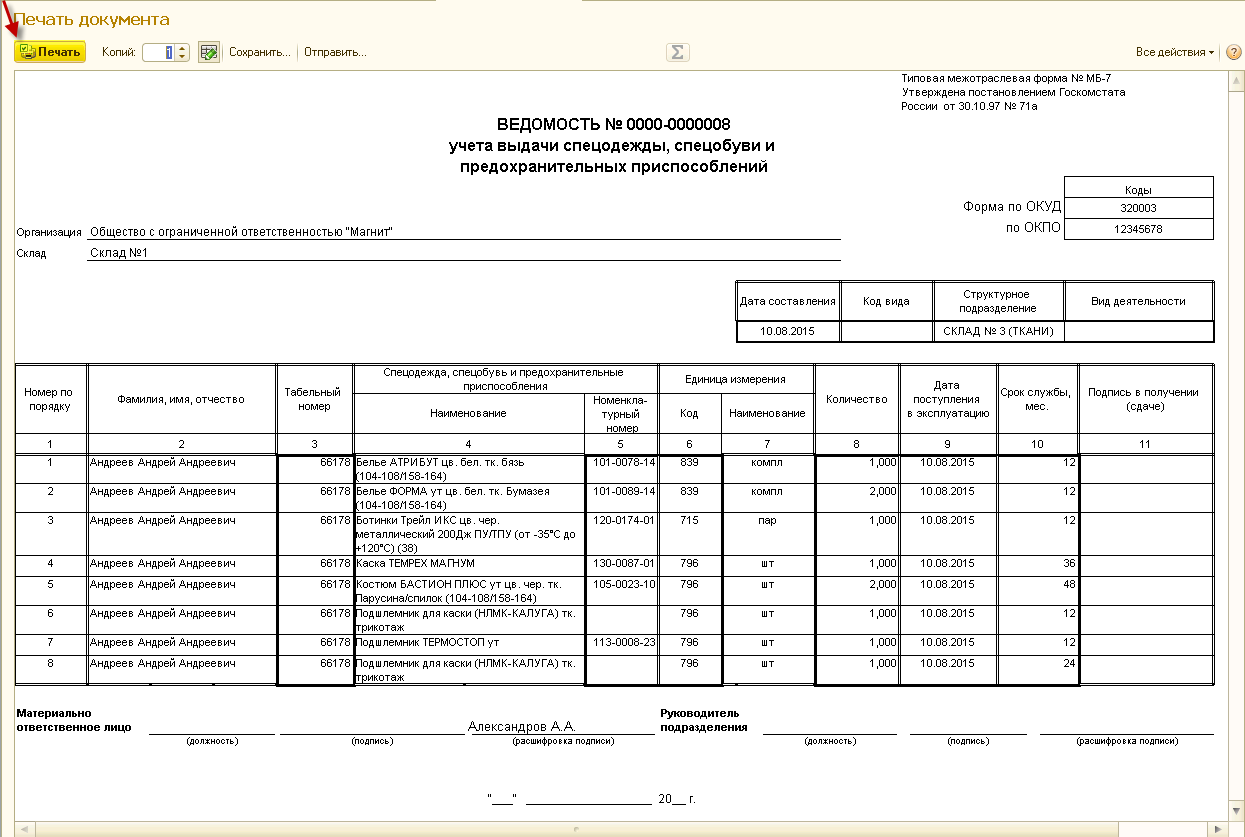 Печать документа
Печать Копий: 1 Сохранить... Отправить... Σ Все действия ?
Типовая межотраслевая форма № МБ-7
Утверждена постановлением Госкомстата
России от 30.10.97 № 71а
ВЕДОМОСТЬ № 0000-0000008
учета выдачи спецодежды, спецобуви и
предохранительных приспособлений
Коды
Форма по ОКУД 320003
по ОКПО 12345678
Организация Общество с ограниченной ответственностью "Магнит"
Склад Склад №1
Дата составления Код вида Структурное подразделение Вид деятельности
10.08.2015 СКЛАД № 3 (ТКАНИ)
Номер по порядку Фамилия, имя, отчество Табельный номер Спецодежда, спецобувь и предохранительные приспособления Единица измерения Количество Дата поступления в эксплуатацию Срок службы, мес. Подпись в получении (сдаче)
Наименование Номенкла-турный номер Код Наименование
1 2 3 4 5 6 7 8 9 10 11
1 Андреев Андрей Андреевич 66178 Белье АТРИБУТ цв. бел. тк. бязь 101-0078-14 839 компл 1,000 10.08.2015 12
(104-108/158-164)
2 Андреев Андрей Андреевич 66178 Белье ФОРМА ут цв. бел. тк. Бумазея 101-0089-14 839 компл 2,000 10.08.2015 12
(104-108/158-164)
3 Андреев Андрей Андреевич 66178 Ботинки Трейл ИКС цв. чер. 120-0174-01 715 пар 1,000 10.08.2015 12
металлический 200Дж ПУ/ТПУ (от -35°С до
+120°С) (38)
4 Андреев Андрей Андреевич 66178 Каска ТЕМРЕХ МАГНУМ 130-0087-01 796 шт 1,000 10.08.2015 36
5 Андреев Андрей Андреевич 66178 Костюм БАСТИОН ПЛЮС ут цв. чер. тк. 105-0023-10 796 шт 2,000 10.08.2015 48
Парусина/спилок (104-108/158-164)
6 Андреев Андрей Андреевич 66178 Подшлемник для каски (НЛМК-КАЛУГА) тк. 796 шт 1,000 10.08.2015 12
трикотаж
7 Андреев Андрей Андреевич 66178 Подшлемник ТЕРМОСТОП ут 113-0008-23 796 шт 1,000 10.08.2015 12
8 Андреев Андрей Андреевич 66178 Подшлемник для каски (НЛМК-КАЛУГА) тк. 796 шт 1,000 10.08.2015 24
трикотаж
Материально Руководитель
ответственное лицо Александров А.А. подразделения
(должность) (подпись) (расшифровка подписи) (должность) (подпись) (расшифровка подписи)
"___" ____________________ 20__ г.